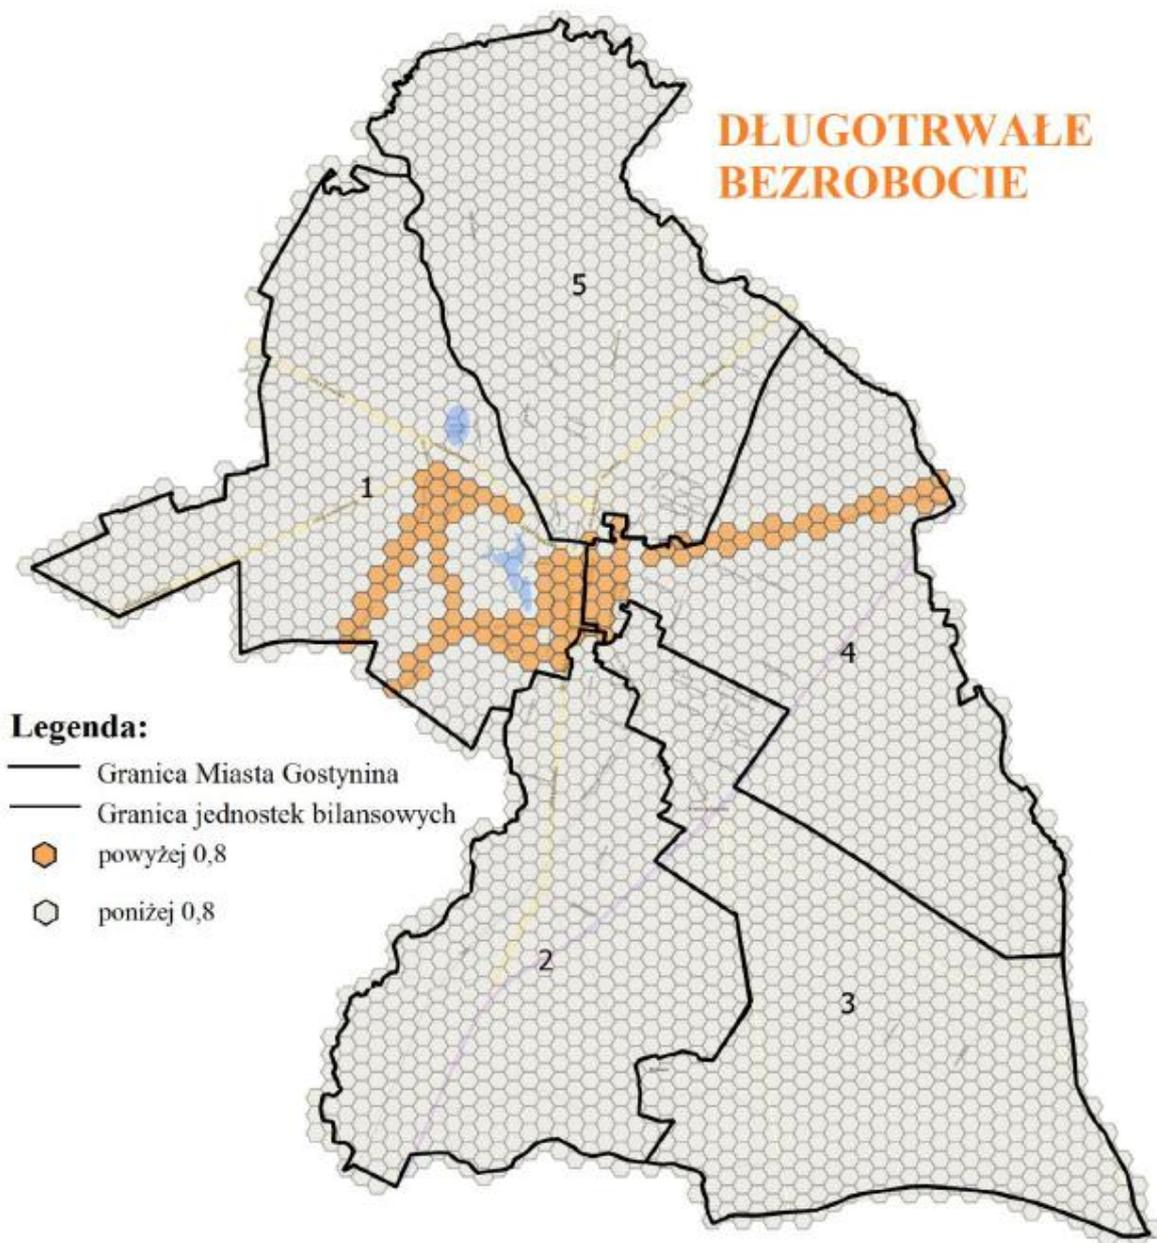 DŁUGOTRWAŁE
BEZROBOCIE
5
1
4
Legenda:
Granica Miasta Gostynina
Granica jednostek bilansowych
powyżej 0,8
poniżej 0,8
2
3